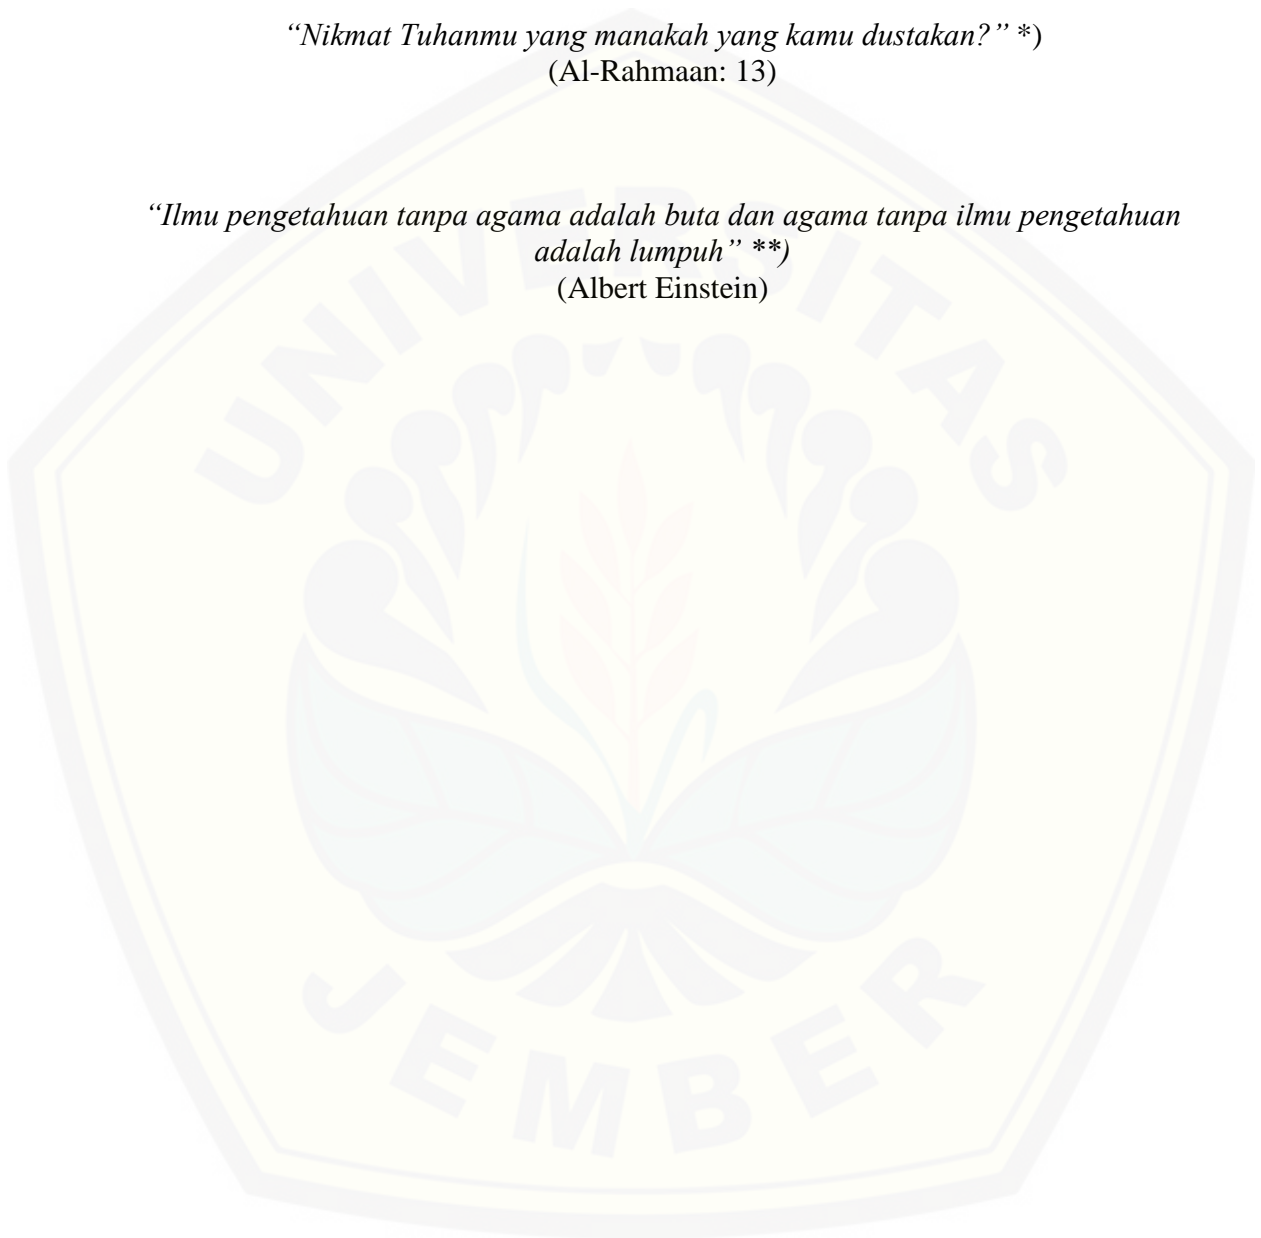 “Nikmat Tuhanmu yang manakah yang kamu dustakan?” *)
(Al-Rahmaan: 13)
“Ilmu pengetahuan tanpa agama adalah buta dan agama tanpa ilmu pengetahuan
adalah lumpuh” **)
(Albert Einstein)
UNIVERSITAS
JEMBER